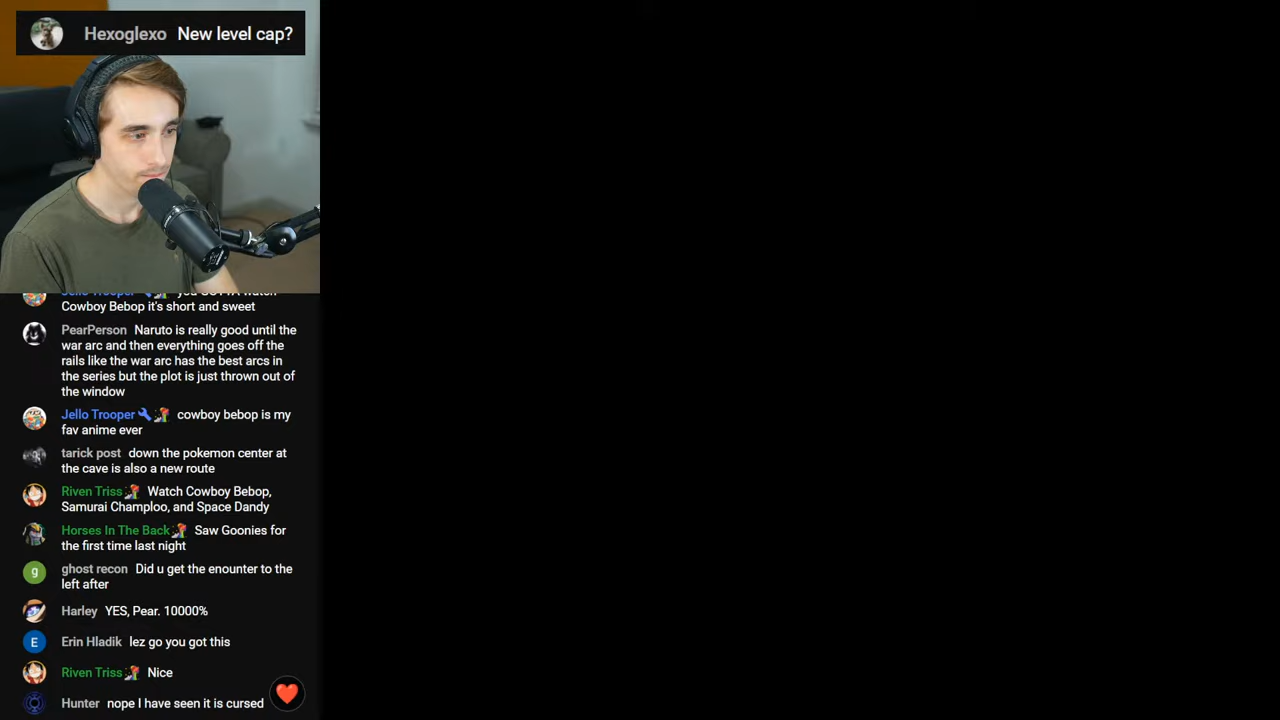 Hexoglexo New level cap?
Jello Trooper you GOTTA watch
Cowboy Bebop it's short and sweet
PearPerson Naruto is really good until the
war arc and then everything goes off the
rails like the war arc has the best arcs in
the series but the plot is just thrown out of
the window
Jello Trooper cowboy bebop is my
fav anime ever
tarick post down the pokemon center at
the cave is also a new route
Riven Triss Watch Cowboy Bebop,
Samurai Champloo, and Space Dandy
Horses In The Back Saw Goonies for
the first time last night
g ghost recon Did u get the enounter to the
left after
Harley YES, Pear. 10000%
E Erin Hladik lez go you got this
Riven Triss Nice
Hunter nope I have seen it is cursed